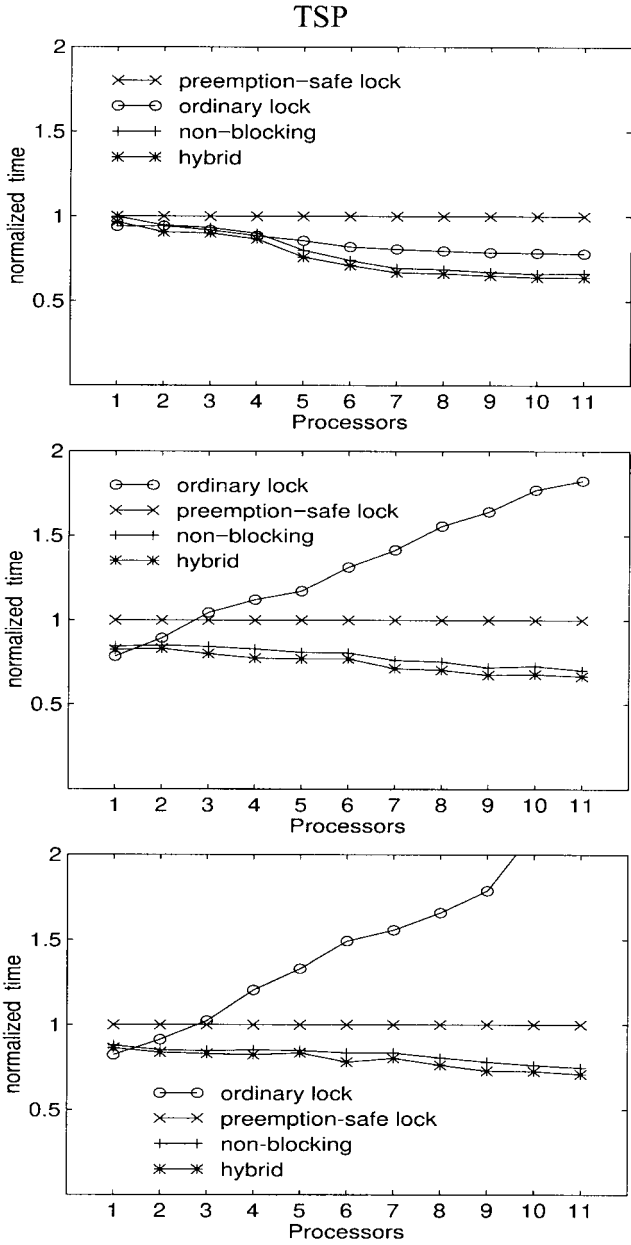 TSP
2
preemption-safe lock
ordinary lock
1.5
non-blocking
hybrid
normalized time
1
0.5
1 2 3 4 5 6 7 8 9 10 11
Processors
2
ordinary lock
preemption-safe lock
1.5
non-blocking
hybrid
normalized time
1
0.5
1 2 3 4 5 6 7 8 9 10 11
Processors
2
1.5
normalized time
1
ordinary lock
preemption-safe lock
0.5
non-blocking
hybrid
1 2 3 4 5 6 7 8 9 10 11
Processors